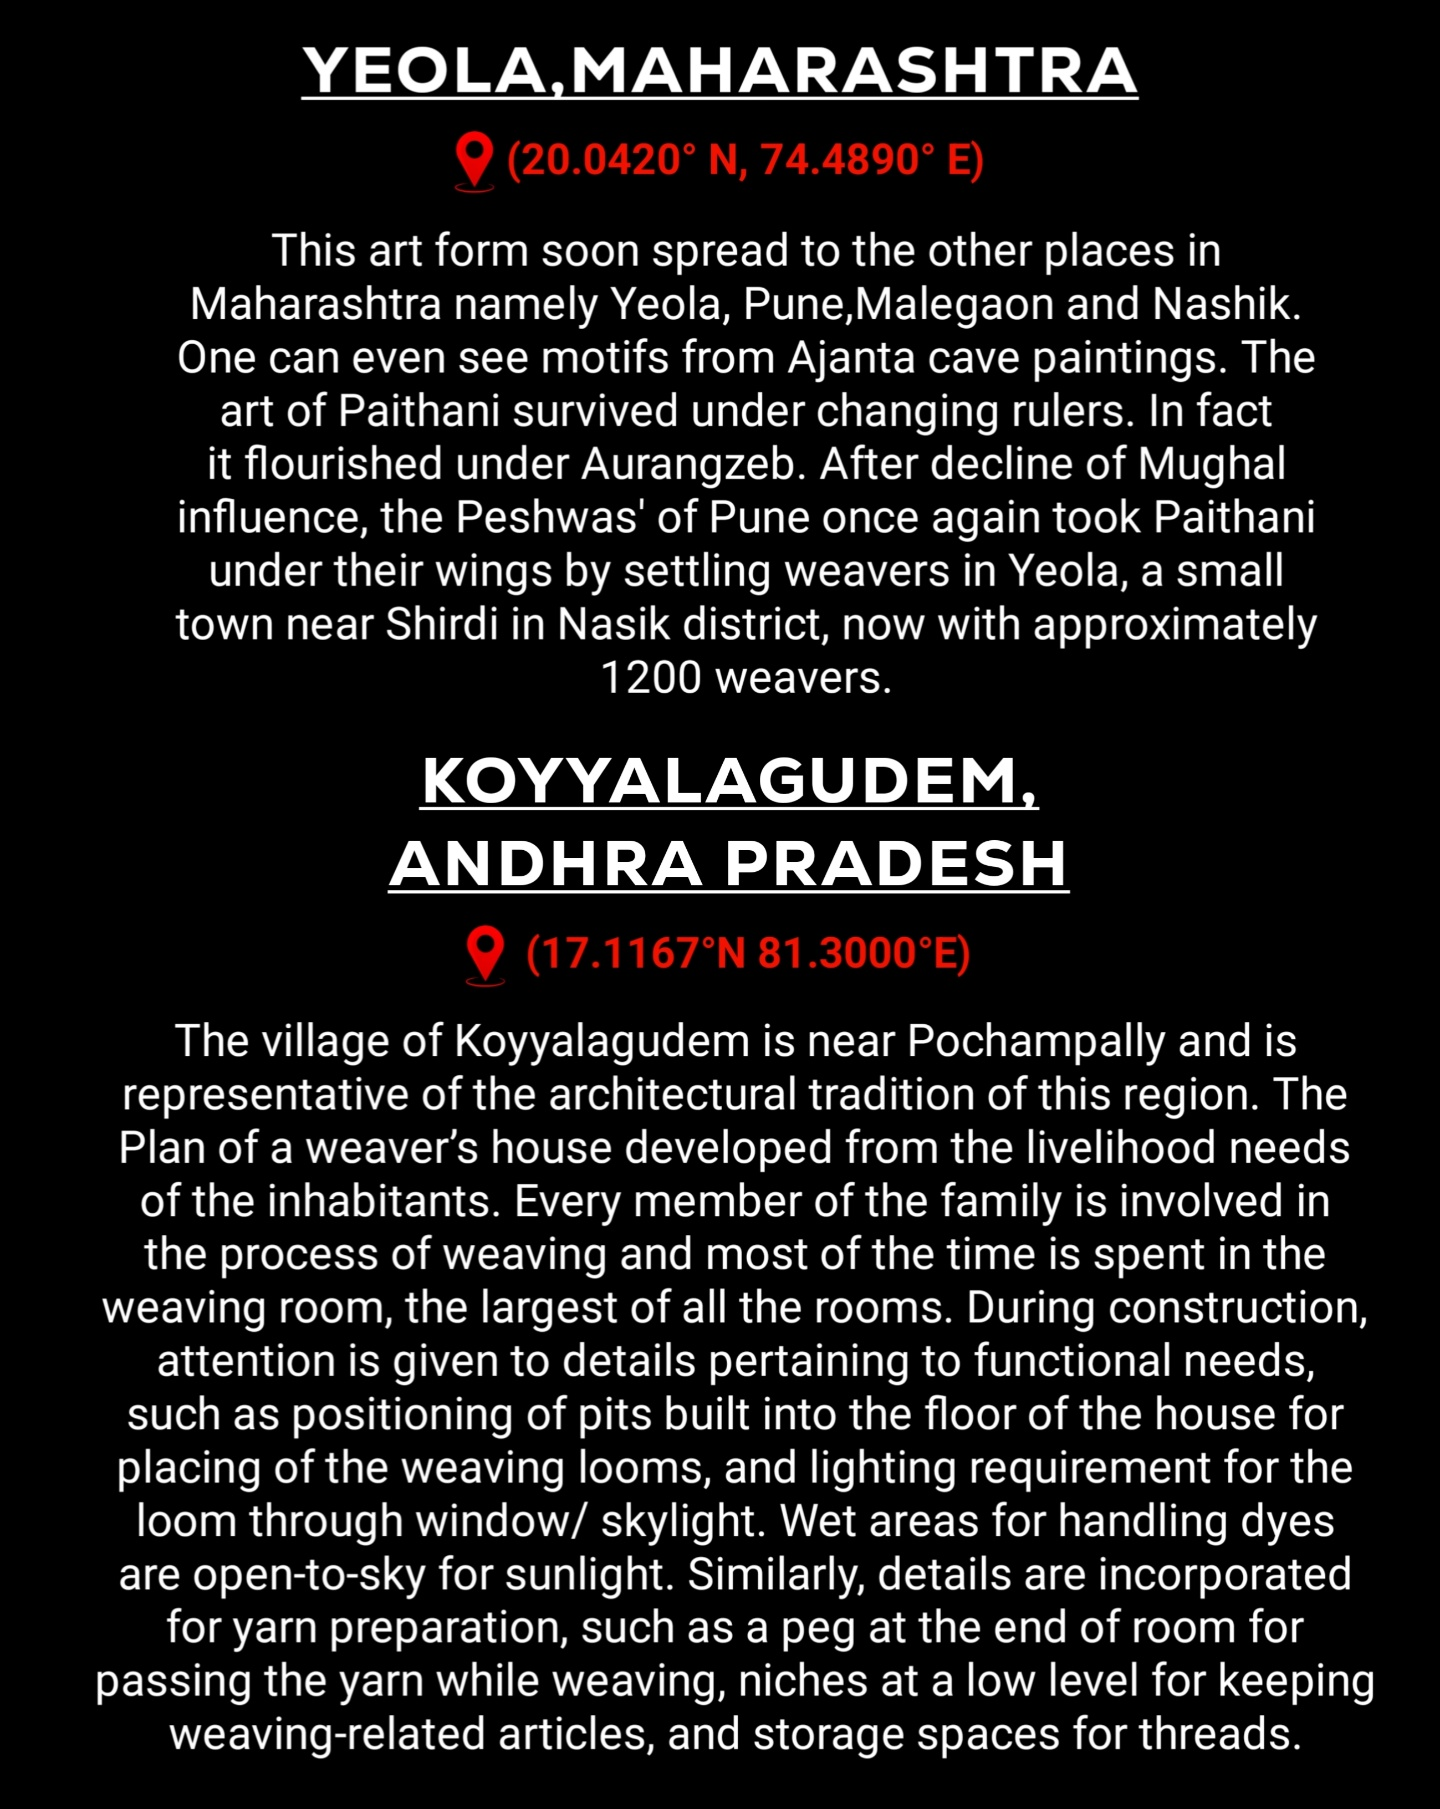 YEOLA,MAHARASHTRA
(20.0420° N, 74.4890° E)
This art form soon spread to the other places in
Maharashtra namely Yeola, Pune,Malegaon and Nashik.
One can even see motifs from Ajanta cave paintings. The
art of Paithani survived under changing rulers. In fact
it flourished under Aurangzeb. After decline of Mughal
influence, the Peshwas' of Pune once again took Paithani
under their wings by settling weavers in Yeola, a small
town near Shirdi in Nasik district, now with approximately
1200 weavers.
KOYYALAGUDEM,
ANDHRA PRADESH
(17.1167°N 81.3000°E)
The village of Koyyalagudem is near Pochampally and is
representative of the architectural tradition of this region. The
Plan of a weaver’s house developed from the livelihood needs
of the inhabitants. Every member of the family is involved in
the process of weaving and most of the time is spent in the
weaving room, the largest of all the rooms. During construction,
attention is given to details pertaining to functional needs,
such as positioning of pits built into the floor of the house for
placing of the weaving looms, and lighting requirement for the
loom through window/ skylight. Wet areas for handling dyes
are open-to-sky for sunlight. Similarly, details are incorporated
for yarn preparation, such as a peg at the end of room for
passing the yarn while weaving, niches at a low level for keeping
weaving-related articles, and storage spaces for threads.